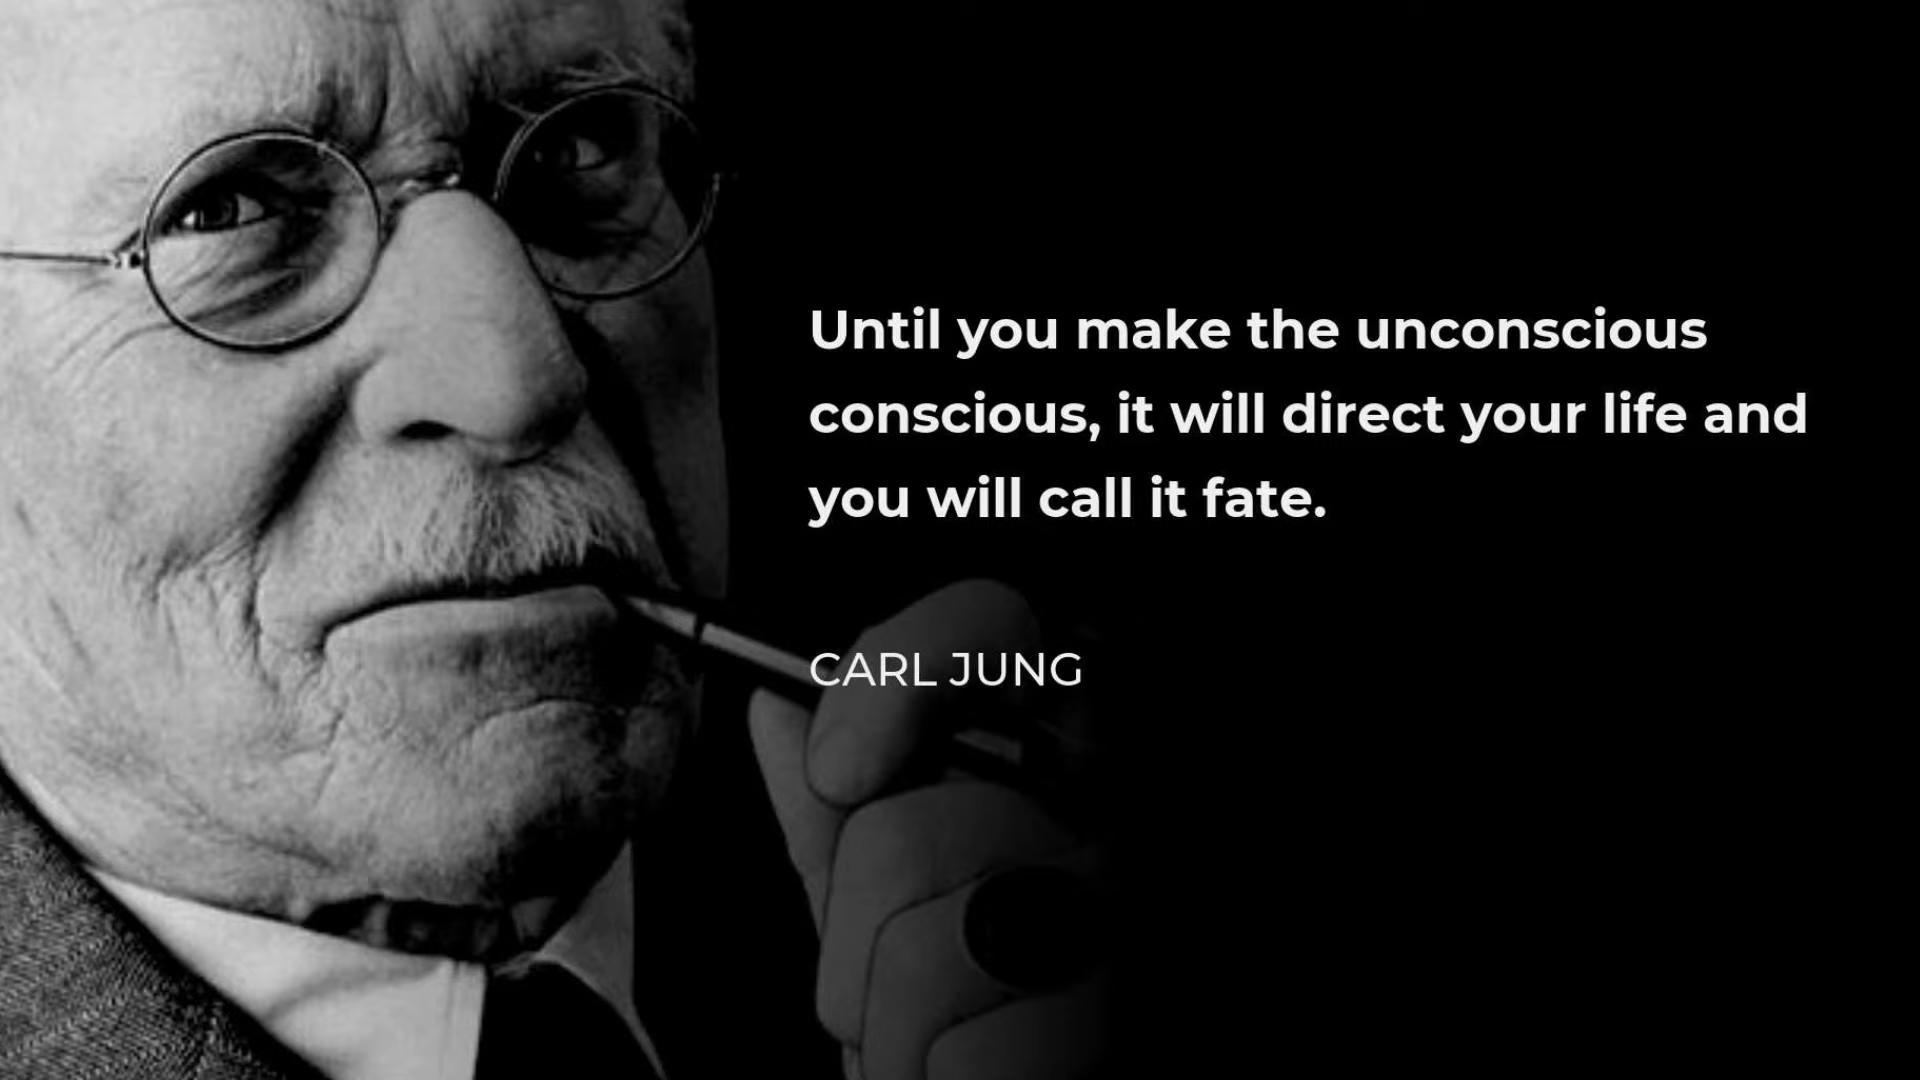 Until you make the unconscious
conscious, it will direct your life and
you will call it fate.
CARL JUNG